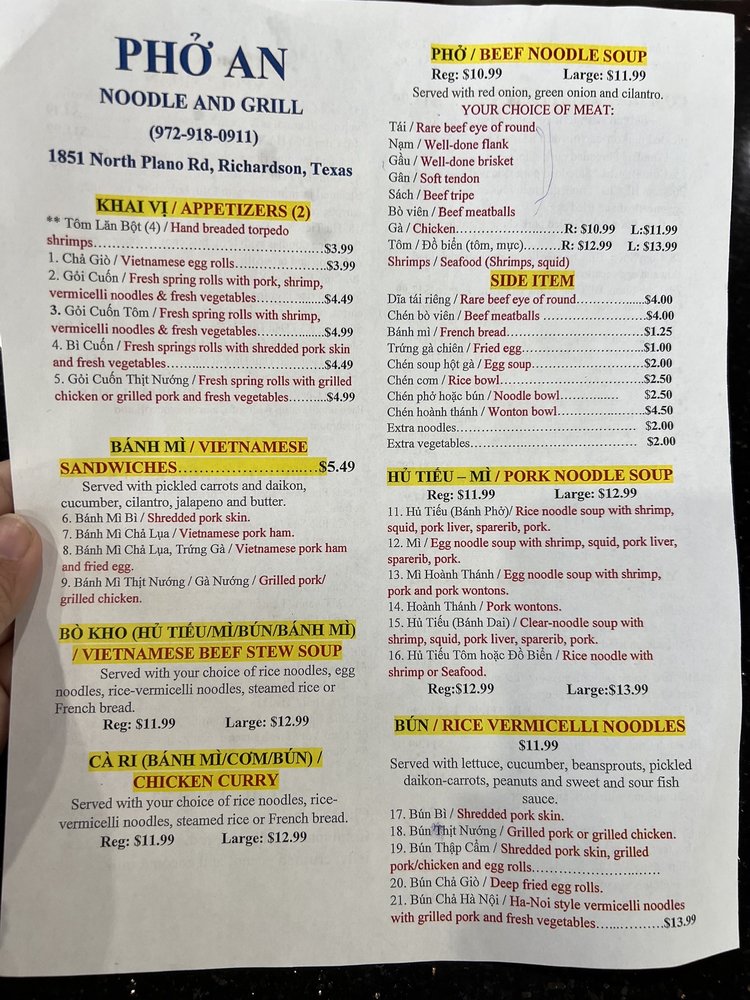 PHỞ AN
NOODLE AND GRILL
(972-918-0911)
1851 North Plano Rd, Richardson, Texas
KHAI VỊ / APPETIZERS (2)
** Tôm Lăn Bột (4) / Hand breaded torpedo
shrimps.......................................................$3.99
1. Chả Giò / Vietnamese egg rolls......................$3.99
2. Gỏi Cuốn / Fresh spring rolls with pork, shrimp,
vermicelli noodles & fresh vegetables...............$4.49
3. Gỏi Cuốn Tôm / Fresh spring rolls with shrimp,
vermicelli noodles & fresh vegetables...............$4.99
4. Bì Cuốn / Fresh springs rolls with shredded pork skin
and fresh vegetables.......................................$4.49
5. Gỏi Cuốn Thịt Nướng / Fresh spring rolls with grilled
chicken or grilled pork and fresh vegetables.........$4.99
BÁNH MÌ / VIETNAMESE
SANDWICHES..............................$5.49
Served with pickled carrots and daikon,
cucumber, cilantro, jalapeno and butter.
6. Bánh Mì Bì / Shredded pork skin.
7. Bánh Mì Chả Lụa / Vietnamese pork ham.
8. Bánh Mì Chả Lụa, Trứng Gà / Vietnamese pork ham
and fried egg.
9. Bánh Mì Thịt Nướng / Gà Nướng / Grilled pork/
grilled chicken.
BÒ KHO (HỦ TIẾU/MÌ/BÚN/BÁNH MÌ)
/ VIETNAMESE BEEF STEW SOUP
Served with your choice of rice noodles, egg
noodles, rice-vermicelli noodles, steamed rice or
French bread.
Reg: $11.99 Large: $12.99
CÀ RI (BÁNH MÌ/CƠM/BÚN) /
CHICKEN CURRY
Served with your choice of rice noodles, rice-
vermicelli noodles, steamed rice or French bread.
Reg: $11.99 Large: $12.99
PHỞ / BEEF NOODLE SOUP
Reg: $10.99 Large: $11.99
Served with red onion, green onion and cilantro.
YOUR CHOICE OF MEAT:
Tái / Rare beef eye of round
Nạm / Well-done flank
Gầu / Well-done brisket
Gân / Soft tendon
Sách / Beef tripe
Bò viên / Beef meatballs
Gà / Chicken...........................R: $10.99 L:$11.99
Tôm / Đồ biển (tôm, mực).........R: $12.99 L: $13.99
Shrimps / Seafood (Shrimps, squid)
SIDE ITEM
Dĩa tái riêng / Rare beef eye of round.................$4.00
Chén bò viên / Beef meatballs ..........................$4.00
Bánh mì / French bread...................................$1.25
Trứng gà chiên / Fried egg...............................$1.00
Chén soup hột gà / Egg soup............................$2.00
Chén cơm / Rice bowl.....................................$2.50
Chén phở hoặc bún / Noodle bowl............... $2.50
Chén hoành thánh / Wonton bowl......................$4.50
Extra noodles............................................... $2.00
Extra vegetables........................................... $2.00
HỦ TIẾU – MÌ / PORK NOODLE SOUP
Reg: $11.99 Large: $12.99
11. Hủ Tiếu (Bánh Phở)/ Rice noodle soup with shrimp,
squid, pork liver, sparerib, pork.
12. Mì / Egg noodle soup with shrimp, squid, pork liver,
sparerib, pork.
13. Mì Hoành Thánh / Egg noodle soup with shrimp,
pork and pork wontons.
14. Hoành Thánh / Pork wontons.
15. Hủ Tiếu (Bánh Dai) / Clear-noodle soup with
shrimp, squid, pork liver, sparerib, pork.
16. Hủ Tiếu Tôm hoặc Đồ Biển / Rice noodle with
shrimp or Seafood.
Reg:$12.99 Large:$13.99
BÚN / RICE VERMICELLI NOODLES
$11.99
Served with lettuce, cucumber, beansprouts, pickled
daikon-carrots, peanuts and sweet and sour fish
sauce.
17. Bún Bì / Shredded pork skin.
18. Bún Thịt Nướng / Grilled pork or grilled chicken.
19. Bún Thập Cẩm / Shredded pork skin, grilled
pork/chicken and egg rolls............................
20. Bún Chả Giò / Deep fried egg rolls.
21. Bún Chả Hà Nội / Ha-Noi style vermicelli noodles
with grilled pork and fresh vegetables...............$13.99